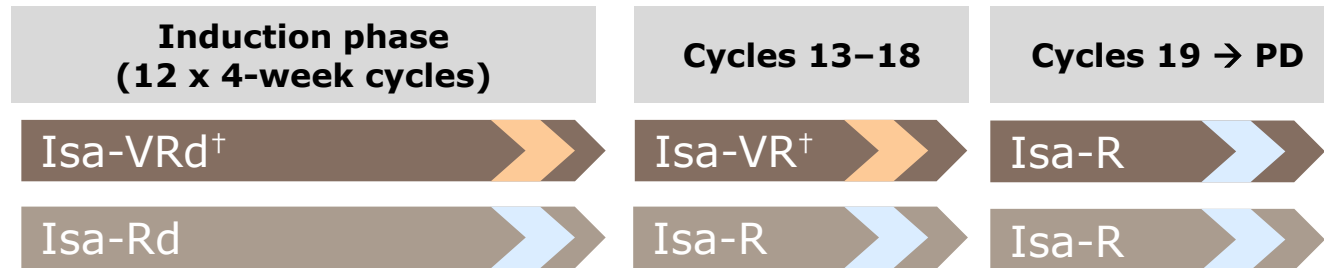 Induction phase
(12 x 4-week cycles)
Cycles 13–18
Cycles 19 → PD
Isa-VRd†
Isa-VR†
Isa-R
Isa-Rd
Isa-R
Isa-R